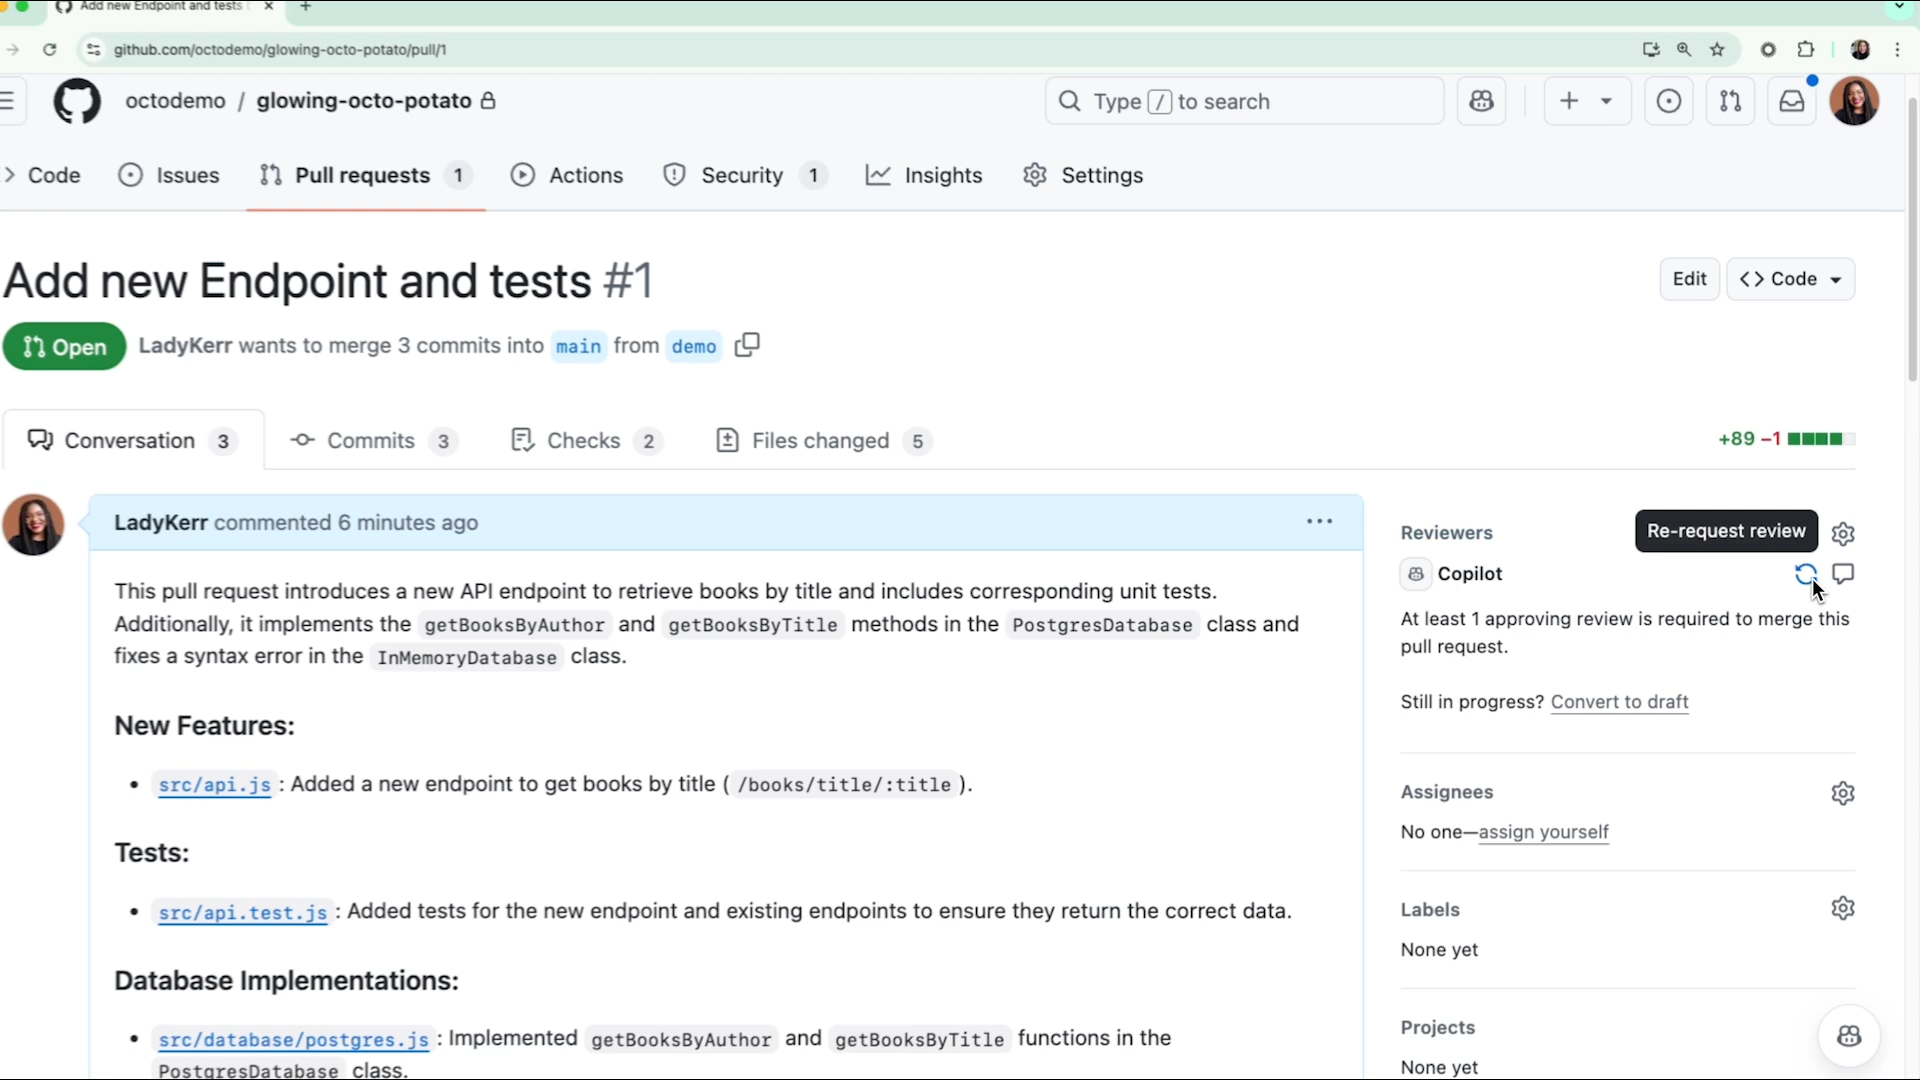 Add new Endpoint and tests
github.com/octodemo/glowing-octo-potato/pull/1
octodemo / glowing-octo-potato
Type / to search
Code
Issues
Pull requests 1
Actions
Security 1
Insights
Settings
Add new Endpoint and tests #1
Edit
Code
Open
LadyKerr wants to merge 3 commits into main from demo
Conversation 3
Commits 3
Checks 2
Files changed 5
+89 −1
LadyKerr commented 6 minutes ago
This pull request introduces a new API endpoint to retrieve books by title and includes corresponding unit tests.
Additionally, it implements the getBooksByAuthor and getBooksByTitle methods in the PostgresDatabase class and
fixes a syntax error in the InMemoryDatabase class.
New Features:
• src/api.js : Added a new endpoint to get books by title ( /books/title/:title ).
Tests:
• src/api.test.js : Added tests for the new endpoint and existing endpoints to ensure they return the correct data.
Database Implementations:
• src/database/postgres.js : Implemented getBooksByAuthor and getBooksByTitle functions in the
PostgresDatabase class.
Reviewers
Re-request review
Copilot
At least 1 approving review is required to merge this
pull request.
Still in progress? Convert to draft
Assignees
No one—assign yourself
Labels
None yet
Projects
None yet